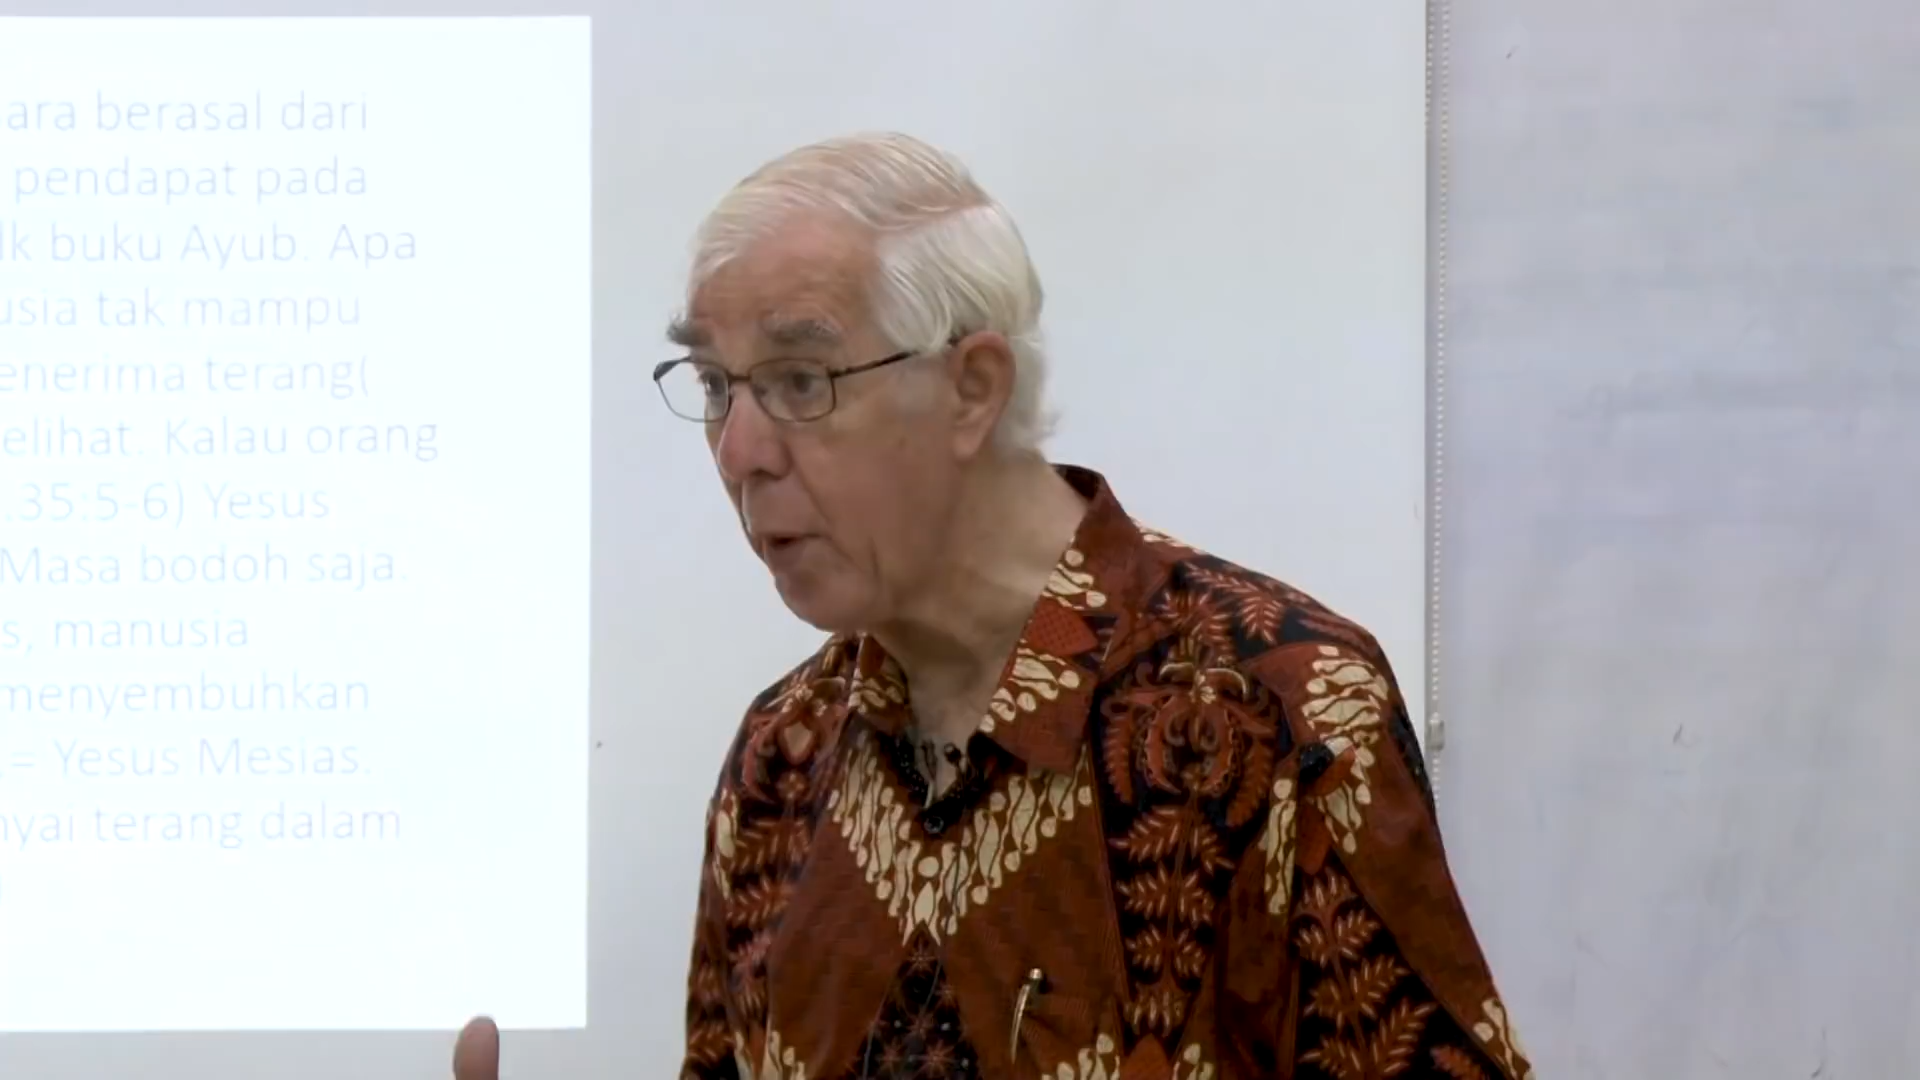 ara berasal dari
pendapat pada
lk buku Ayub. Apa
usia tak mampu
enerima terang(
elihat. Kalau orang
.35:5-6) Yesus
Masa bodoh saja.
s, manusia
menyembuhkan
,= Yesus Mesias.
nyai terang dalam